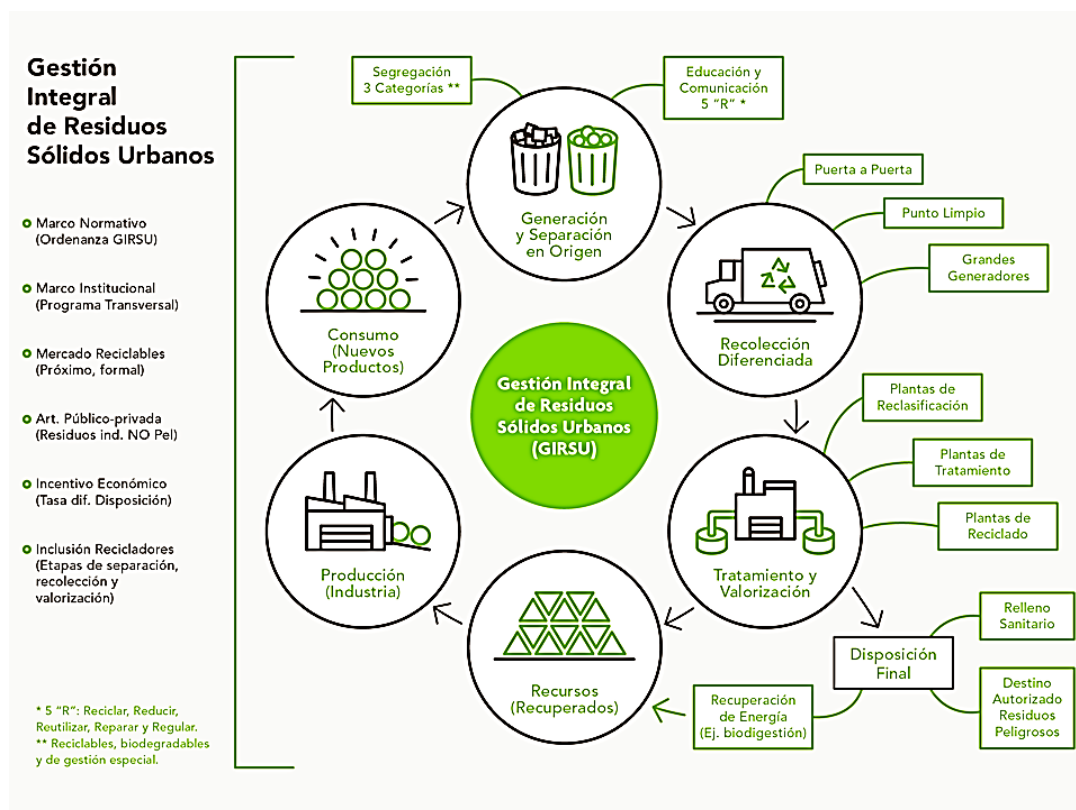 Gestión
Integral
de Residuos
Sólidos Urbanos
Marco Normativo
(Ordenanza GIRSU)
Marco Institucional
(Programa Transversal)
Mercado Reciclables
(Próximo, formal)
Art. Público-privada
(Residuos ind. NO Pel)
Incentivo Económico
(Tasa dif. Disposición)
Inclusión Recicladores
(Etapas de separación,
recolección y
valorización)
* 5 "R": Reciclar, Reducir,
Reutilizar, Reparar y Regular.
** Reciclables, biodegradables
y de gestión especial.
Segregación
3 Categorías **
Educación y
Comunicación
5 "R" *
Generación
y Separación
en Origen
Puerta a Puerta
Punto Limpio
Grandes
Generadores
Recolección
Diferenciada
Plantas de
Reclasificación
Plantas de
Tratamiento
Plantas de
Reciclado
Tratamiento y
Valorización
Disposición
Final
Relleno
Sanitario
Destino
Autorizado
Residuos
Peligrosos
Recuperación
de Energía
(Ej. biodigestión)
Recursos
(Recuperados)
Producción
(Industria)
Consumo
(Nuevos
Productos)
Gestión Integral
de Residuos
Sólidos Urbanos
(GIRSU)